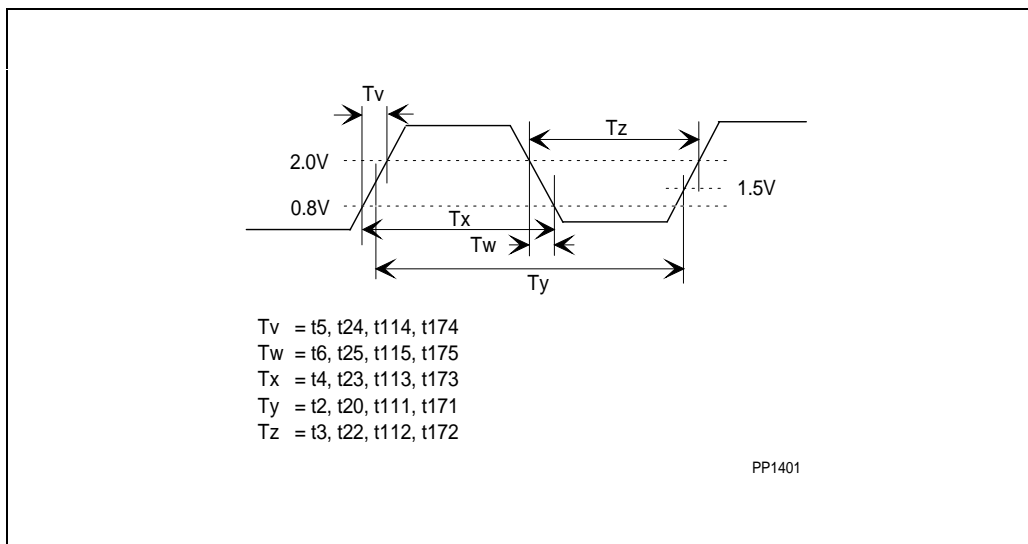 Tv
Tz
2.0V
1.5V
0.8V
Tx
Tw
Ty
Tv = t5, t24, t114, t174
Tw = t6, t25, t115, t175
Tx = t4, t23, t113, t173
Ty = t2, t20, t111, t171
Tz = t3, t22, t112, t172
PP1401